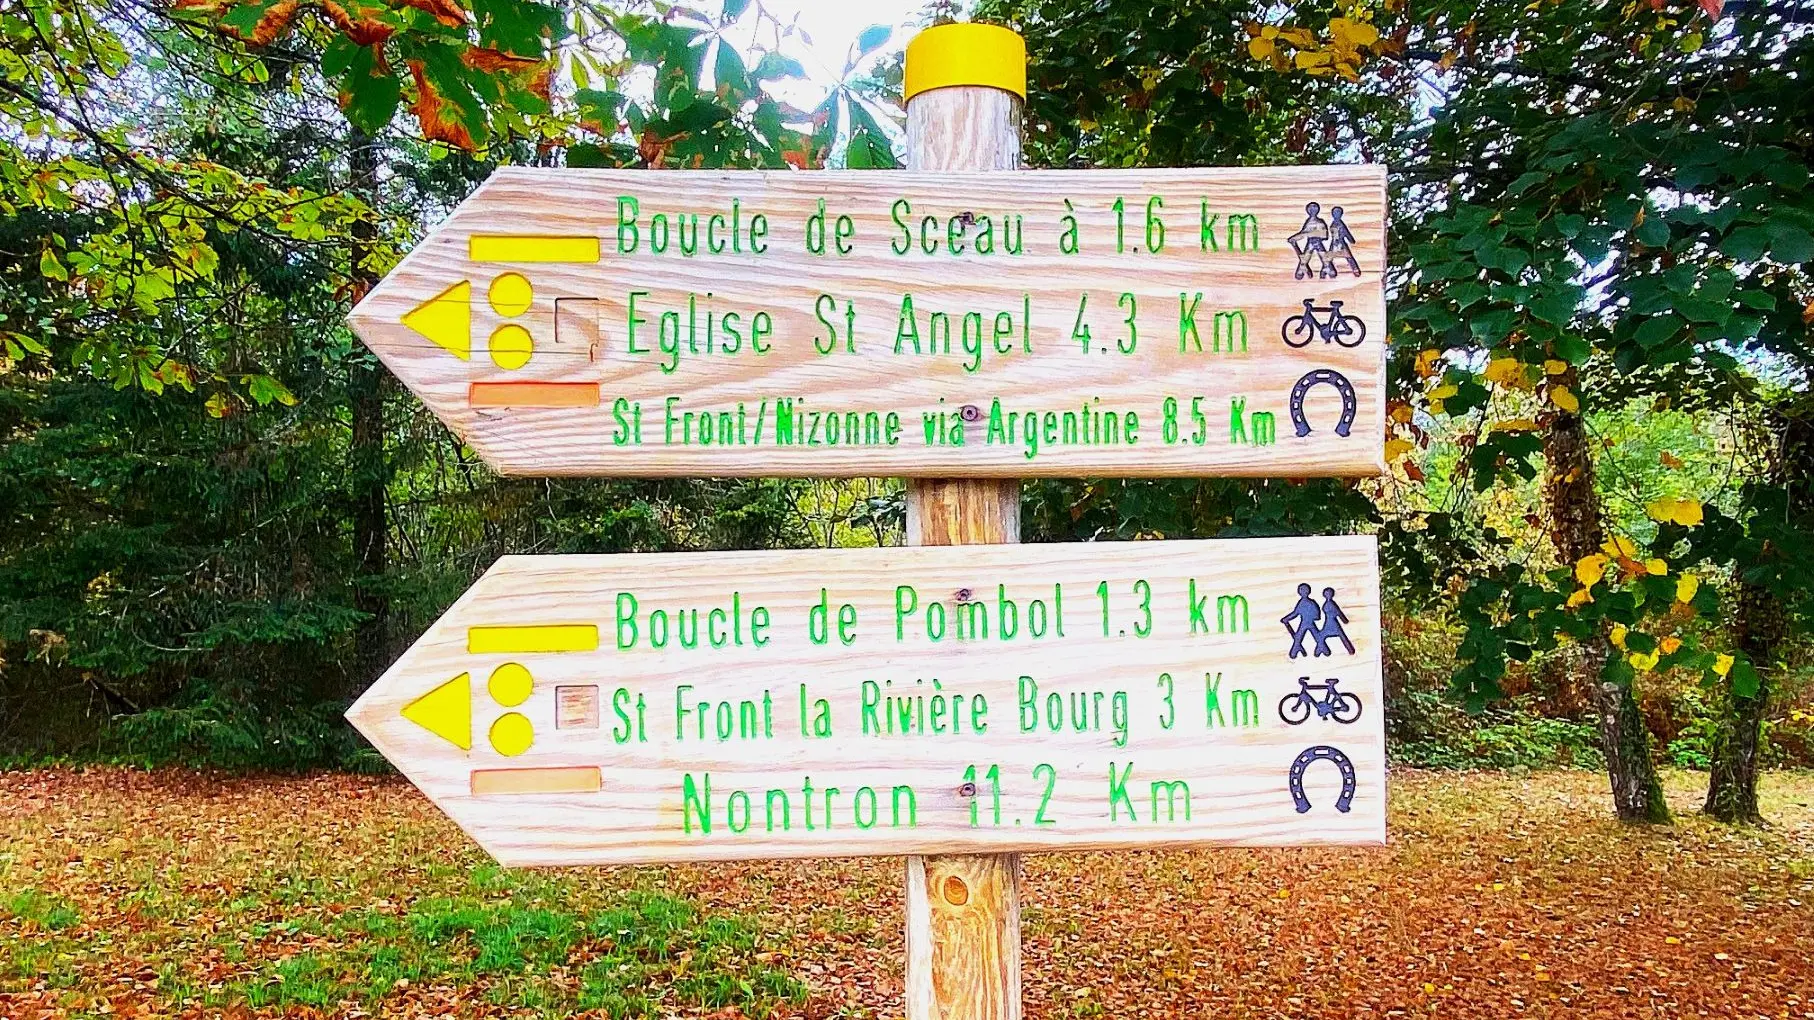 Boucle de Sceau à 1.6 km
Eglise St Angel 4.3 Km
St Front/Nizonne via Argentine 8.5 Km
Boucle de Pombol 1.3 km
St Front la Rivière Bourg 3 Km
Nontron 11.2 Km